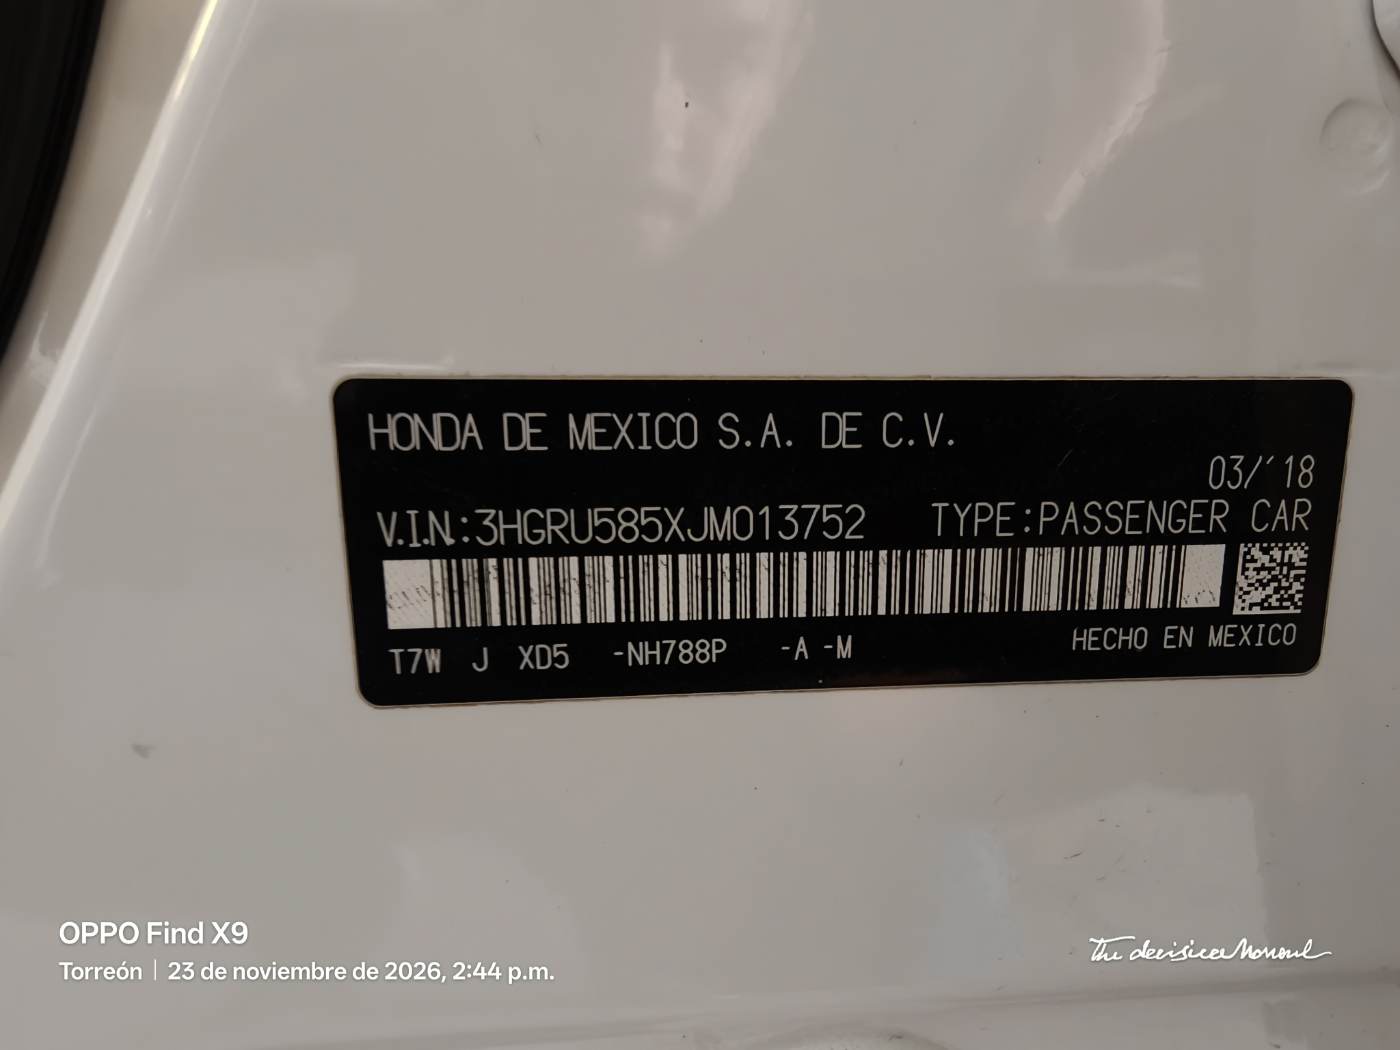 HONDA DE MEXICO S.A. DE C.V.
03/'18
V.I.N.:3HGRU585XJM013752 TYPE:PASSENGER CAR
T7W J XD5 -NH788P -A -M HECHO EN MEXICO
OPPO Find X9
Torreón | 23 de noviembre de 2026, 2:44 p.m.